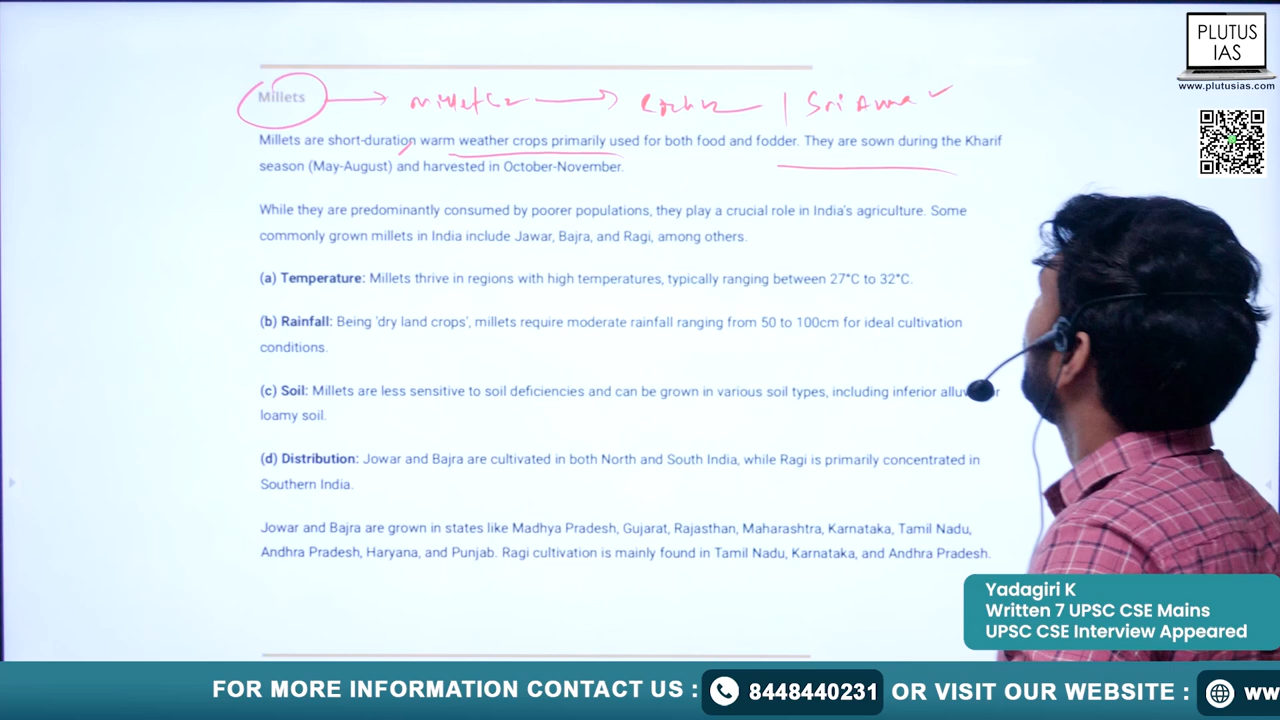 PLUTUS
IAS
www.plutusias.com
Millets
Sri Anna
Millets are short-duration warm weather crops primarily used for both food and fodder. They are sown during the Kharif
season (May-August) and harvested in October-November.
While they are predominantly consumed by poorer populations, they play a crucial role in India's agriculture. Some
commonly grown millets in India include Jawar, Bajra, and Ragi, among others.
(a) Temperature: Millets thrive in regions with high temperatures, typically ranging between 27°C to 32°C.
(b) Rainfall: Being 'dry land crops', millets require moderate rainfall ranging from 50 to 100cm for ideal cultivation
conditions.
(c) Soil: Millets are less sensitive to soil deficiencies and can be grown in various soil types, including inferior
loamy soil.
(d) Distribution: Jowar and Bajra are cultivated in both North and South India, while Ragi is primarily concentrated in
Southern India.
Jowar and Bajra are grown in states like Madhya Pradesh, Gujarat, Rajasthan, Maharashtra, Karnataka, Tamil Nadu,
Andhra Pradesh, Haryana, and Punjab. Ragi cultivation is mainly found in Tamil Nadu, Karnataka, and Andhra Pradesh.
Yadagiri K
Written 7 UPSC CSE Mains
UPSC CSE Interview Appeared
FOR MORE INFORMATION CONTACT US : 8448440231 OR VISIT OUR WEBSITE : ww